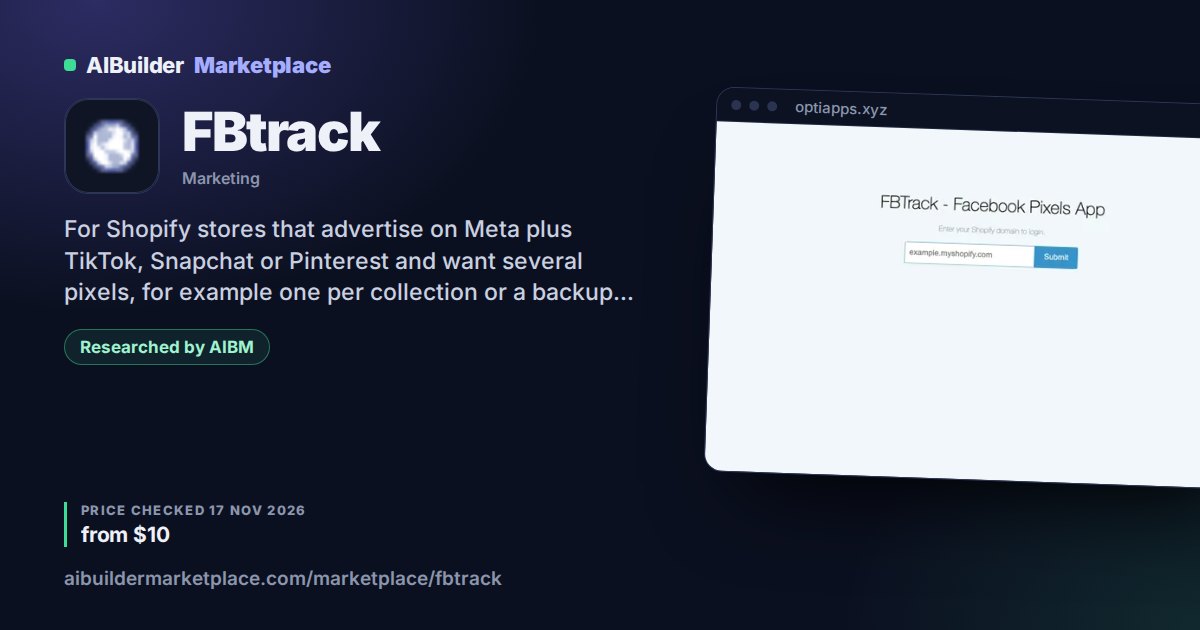 AIBuilder Marketplace
FBtrack
Marketing
For Shopify stores that advertise on Meta plus
TikTok, Snapchat or Pinterest and want several
pixels, for example one per collection or a backup...
Researched by AIBM
PRICE CHECKED 17 NOV 2026
from $10
aibuildermarketplace.com/marketplace/fbtrack
optiapps.xyz
FBTrack - Facebook Pixels App
Enter your Shopify domain to login.
example.myshopify.com
Submit